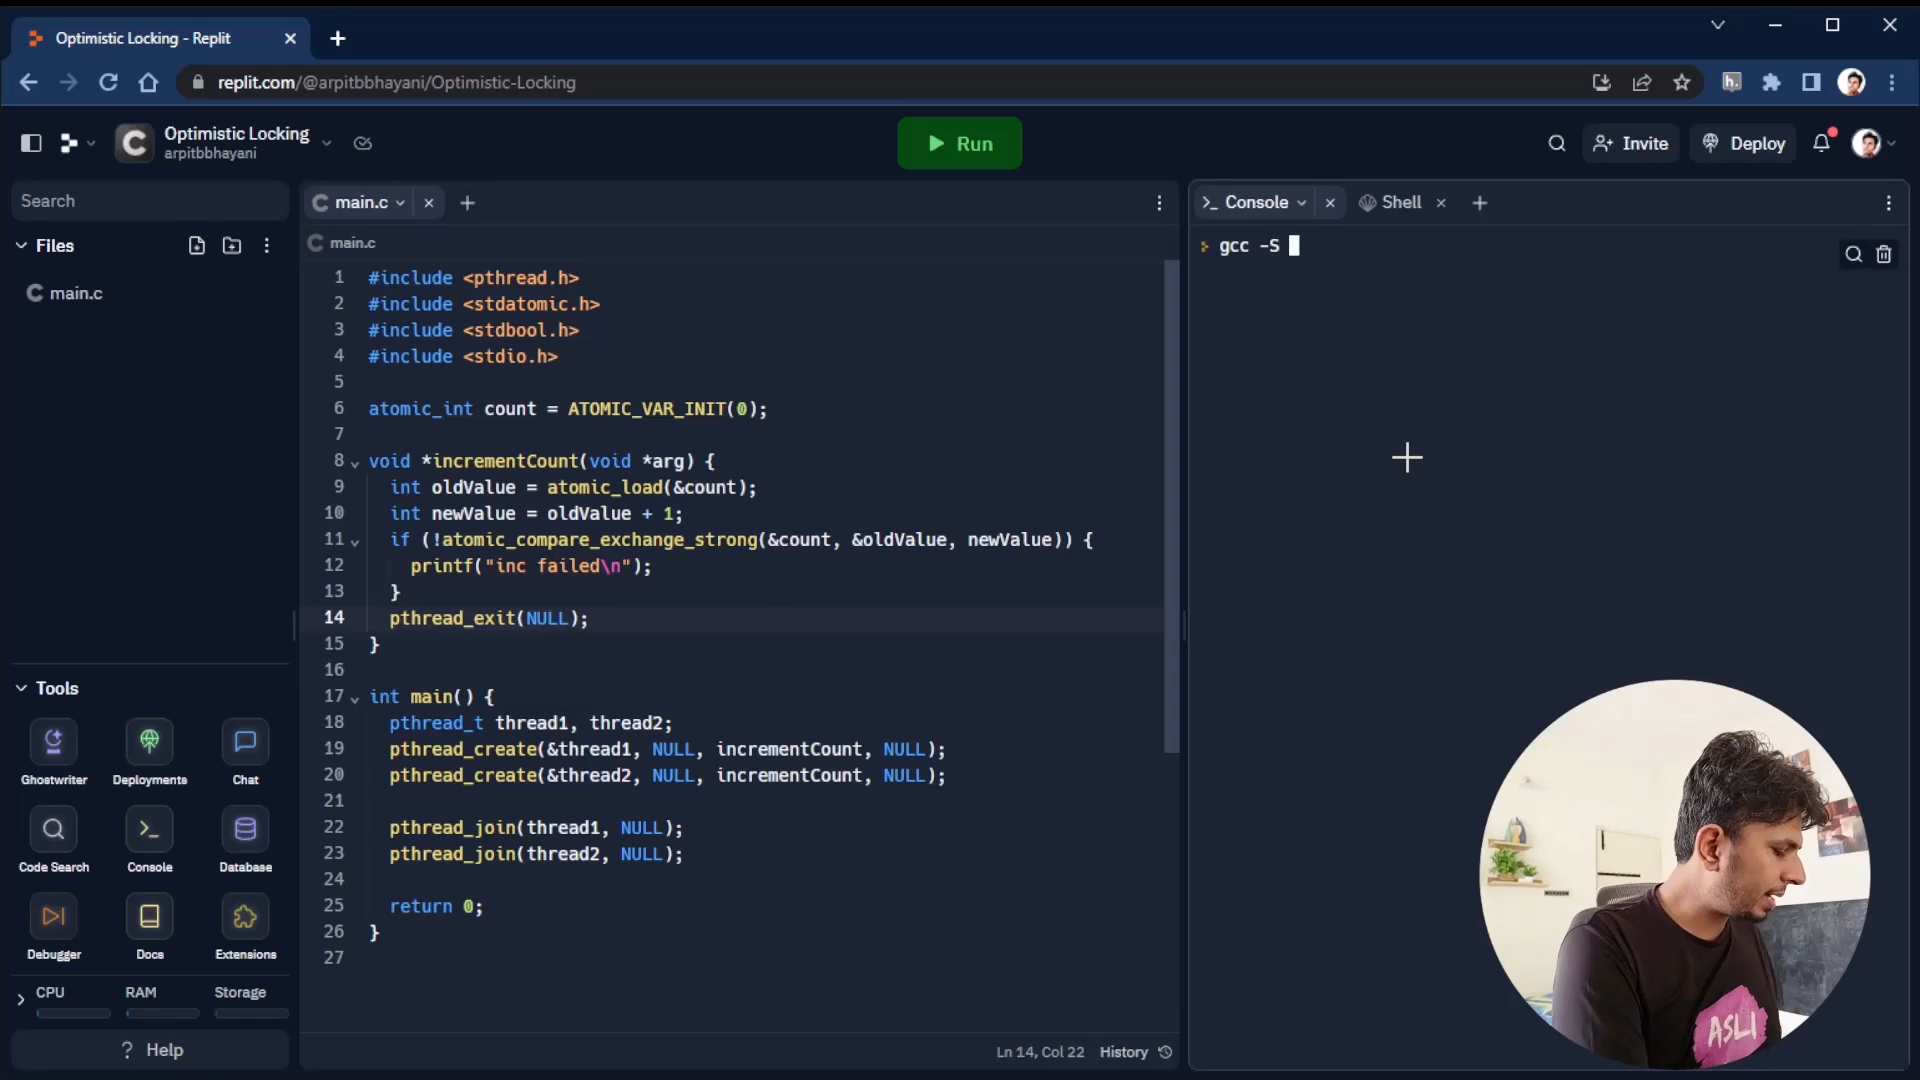 Optimistic Locking - Replit
replit.com/@arpitbbhayani/Optimistic-Locking
h.
C
Optimistic Locking
arpitbbhayani
Run
Invite
Deploy
Search
Files
main.c
Tools
Ghostwriter
Deployments
Chat
Code Search
Console
Database
Debugger
Docs
Extensions
CPU
RAM
Storage
? Help
main.c
main.c
1 #include <pthread.h>
2 #include <stdatomic.h>
3 #include <stdbool.h>
4 #include <stdio.h>
5
6 atomic_int count = ATOMIC_VAR_INIT(0);
7
8 void *incrementCount(void *arg) {
9 int oldValue = atomic_load(&count);
10 int newValue = oldValue + 1;
11 if (!atomic_compare_exchange_strong(&count, &oldValue, newValue)) {
12 printf("inc failed\n");
13 }
14 pthread_exit(NULL);
15 }
16
17 int main() {
18 pthread_t thread1, thread2;
19 pthread_create(&thread1, NULL, incrementCount, NULL);
20 pthread_create(&thread2, NULL, incrementCount, NULL);
21
22 pthread_join(thread1, NULL);
23 pthread_join(thread2, NULL);
24
25 return 0;
26 }
27
Ln 14, Col 22 History
Console
Shell
gcc -S
ASLI